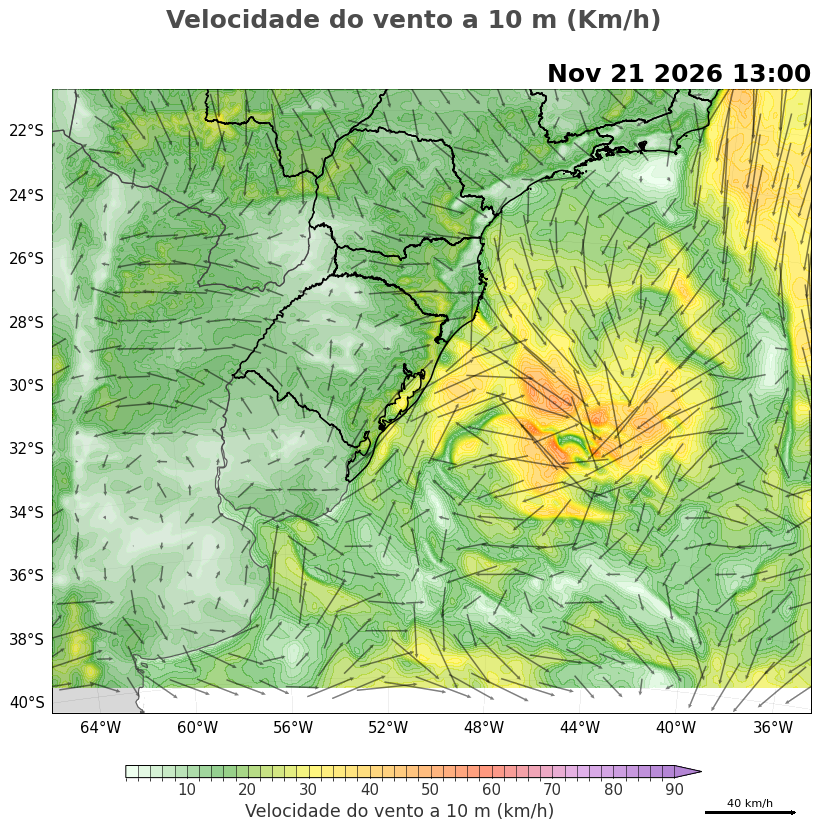 Velocidade do vento a 10 m (Km/h)
Nov 21 2026 13:00
22°S
24°S
26°S
28°S
30°S
32°S
34°S
36°S
38°S
40°S
64°W 60°W 56°W 52°W 48°W 44°W 40°W 36°W
10 20 30 40 50 60 70 80 90
Velocidade do vento a 10 m (km/h)
40 km/h